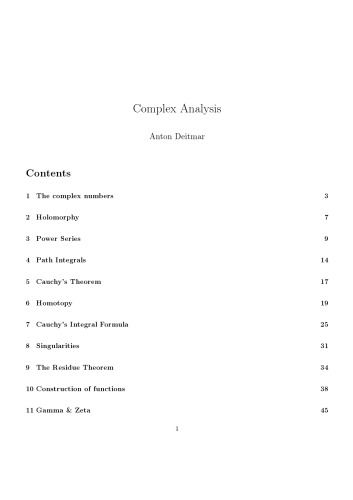 Complex Analysis
Anton Deitmar
Contents
1 The complex numbers 3
2 Holomorphy 7
3 Power Series 9
4 Path Integrals 14
5 Cauchy's Theorem 17
6 Homotopy 19
7 Cauchy's Integral Formula 25
8 Singularities 31
9 The Residue Theorem 34
10 Construction of functions 38
11 Gamma & Zeta 45
1